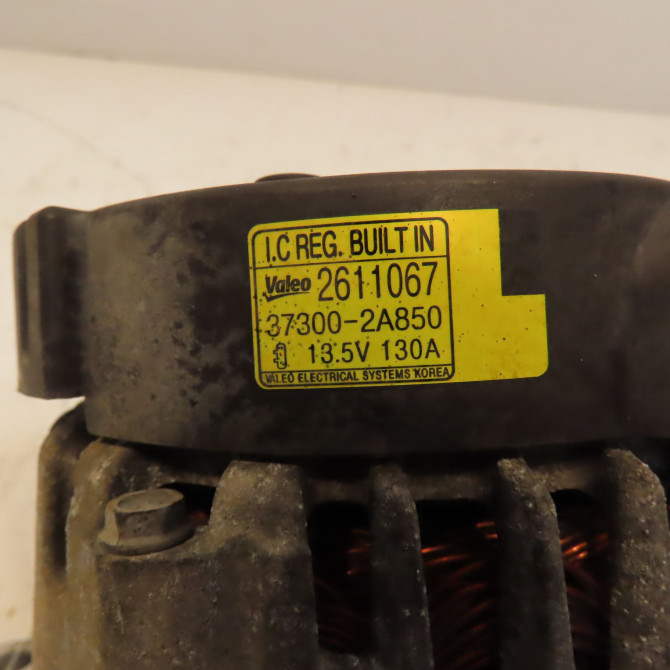 I.C REG. BUILT IN
Valeo 2611067
37300-2A850
13.5V 130A
VALEO ELECTRICAL SYSTEMS KOREA